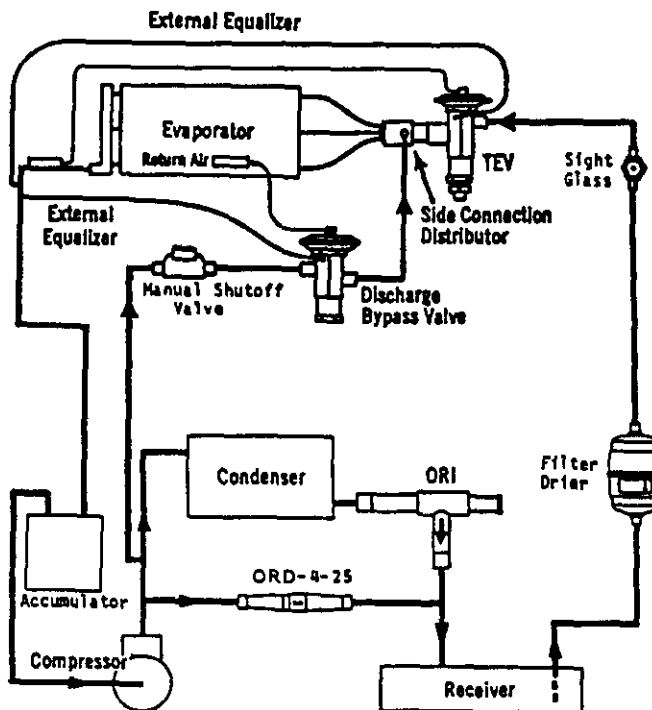 External Equalizer
Evaporator
Return Air
TEV
Sight
Glass
External
Equalizer
Side Connection
Distributor
Manual Shutoff
Valve
Discharge
Bypass Valve
Condenser
ORI
Filter
Drier
ORD-4-25
Accumulator
Compressor
Receiver